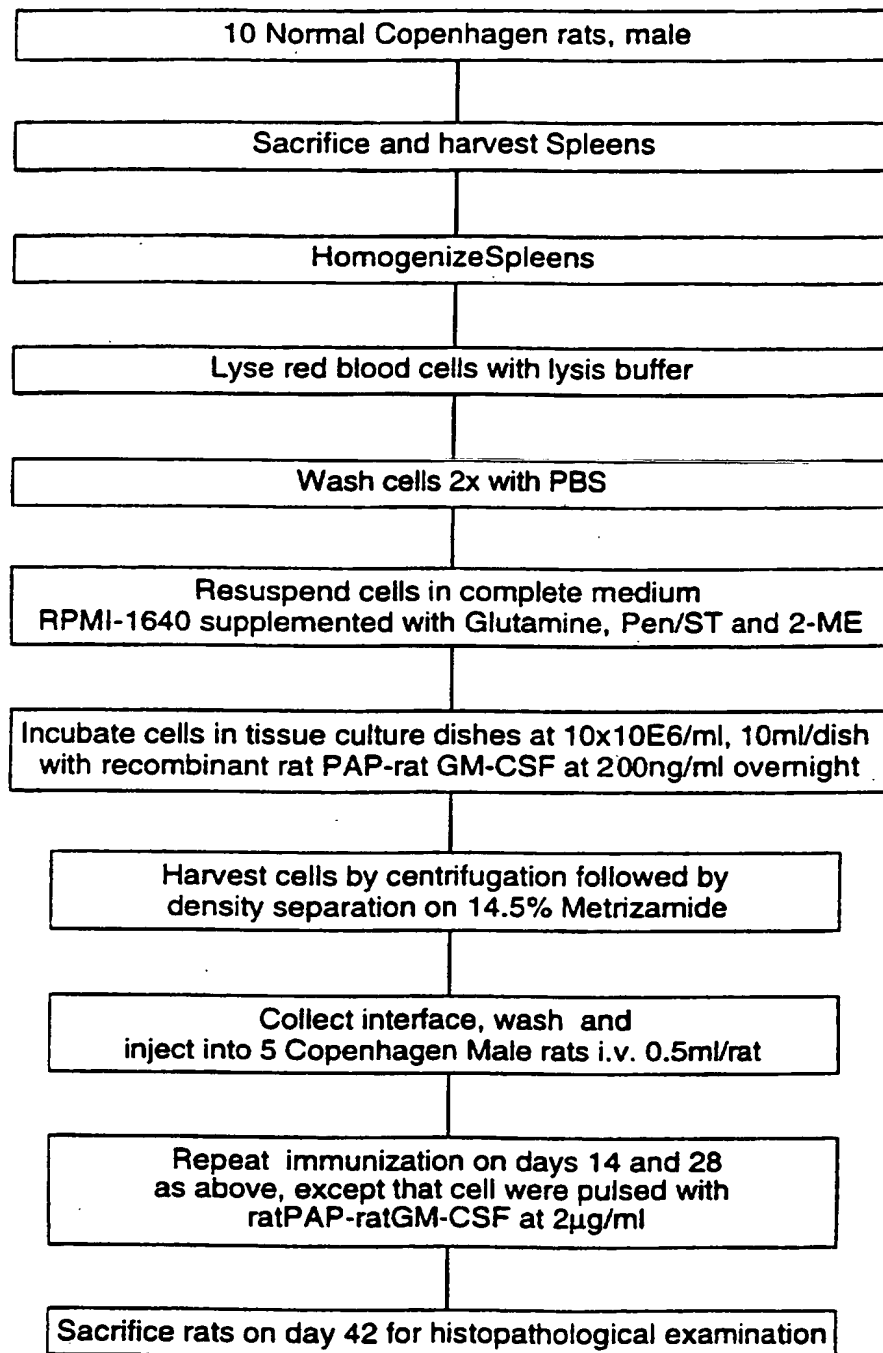 10 Normal Copenhagen rats, male
Sacrifice and harvest Spleens
HomogenizeSpleens
Lyse red blood cells with lysis buffer
Wash cells 2x with PBS
Resuspend cells in complete medium
RPMI-1640 supplemented with Glutamine, Pen/ST and 2-ME
Incubate cells in tissue culture dishes at 10x10E6/ml, 10ml/dish
with recombinant rat PAP-rat GM-CSF at 200ng/ml overnight
Harvest cells by centrifugation followed by
density separation on 14.5% Metrizamide
Collect interface, wash and
inject into 5 Copenhagen Male rats i.v. 0.5ml/rat
Repeat immunization on days 14 and 28
as above, except that cell were pulsed with
ratPAP-ratGM-CSF at 2µg/ml
Sacrifice rats on day 42 for histopathological examination